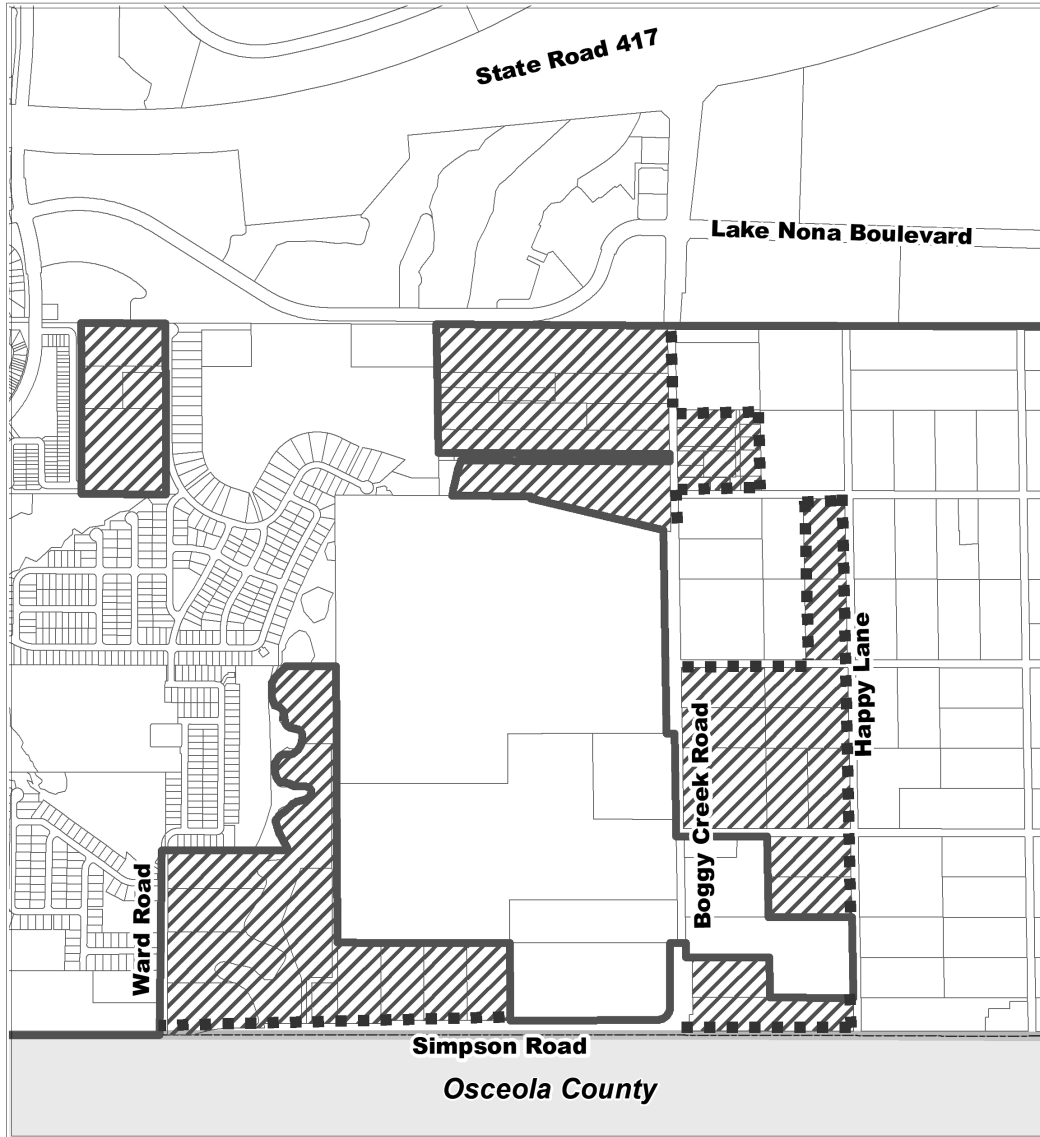 State Road 417
Lake Nona Boulevard
Happy Lane
Boggy Creek Road
Ward Road
Simpson Road
Osceola County